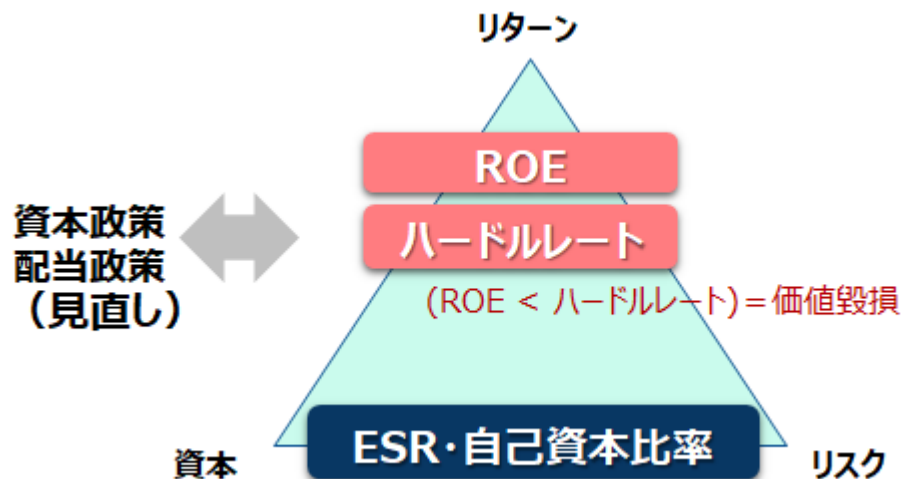 リターン
ROE
ハードルレート
資本政策
配当政策
（見直し）
(ROE < ハードルレート)＝価値毀損
ESR・自己資本比率
資本
リスク